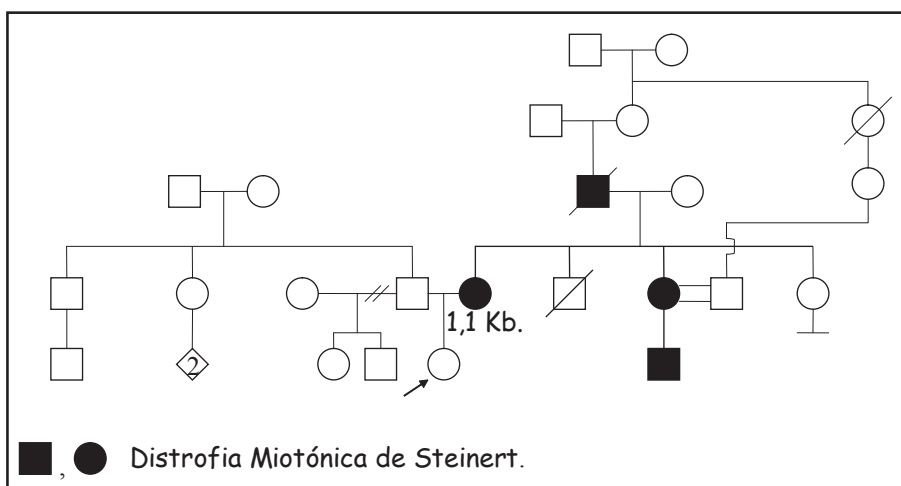 1,1 Kb.
2
, Distrofia Miotónica de Steinert.